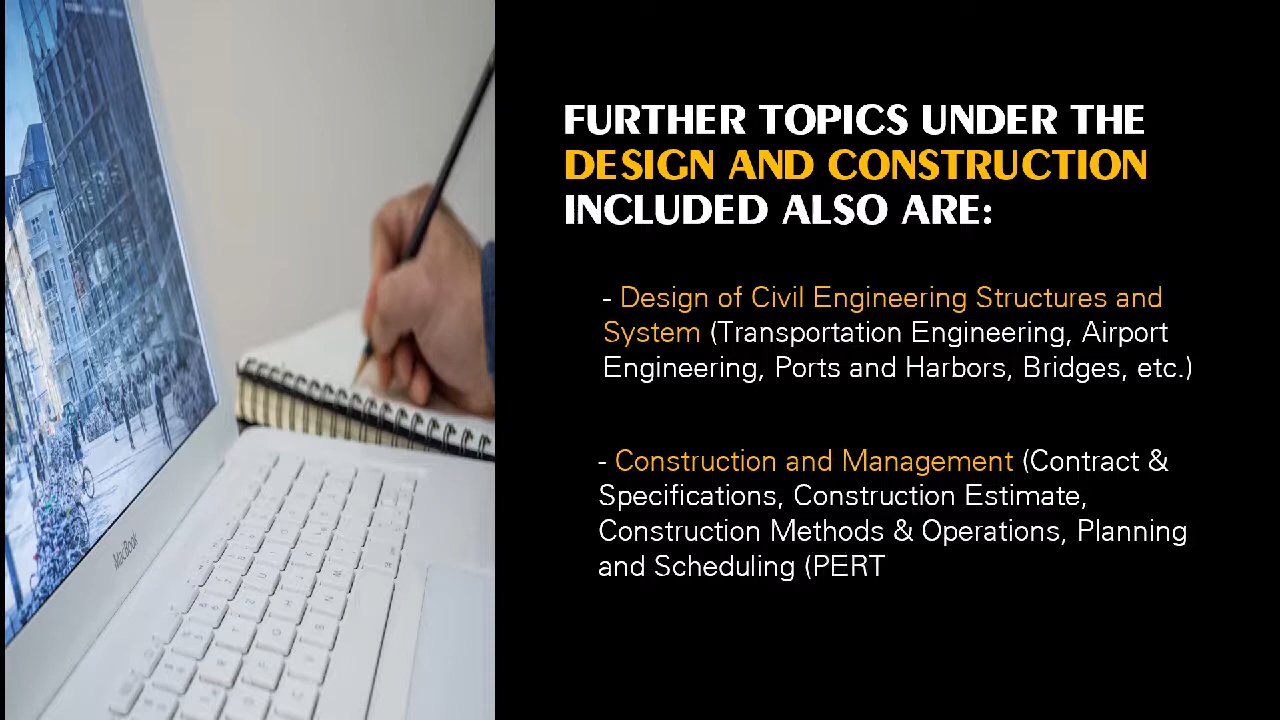 FURTHER TOPICS UNDER THE
DESIGN AND CONSTRUCTION
INCLUDED ALSO ARE:
- Design of Civil Engineering Structures and
System (Transportation Engineering, Airport
Engineering, Ports and Harbors, Bridges, etc.)
- Construction and Management (Contract &
Specifications, Construction Estimate,
Construction Methods & Operations, Planning
and Scheduling (PERT
MacBook